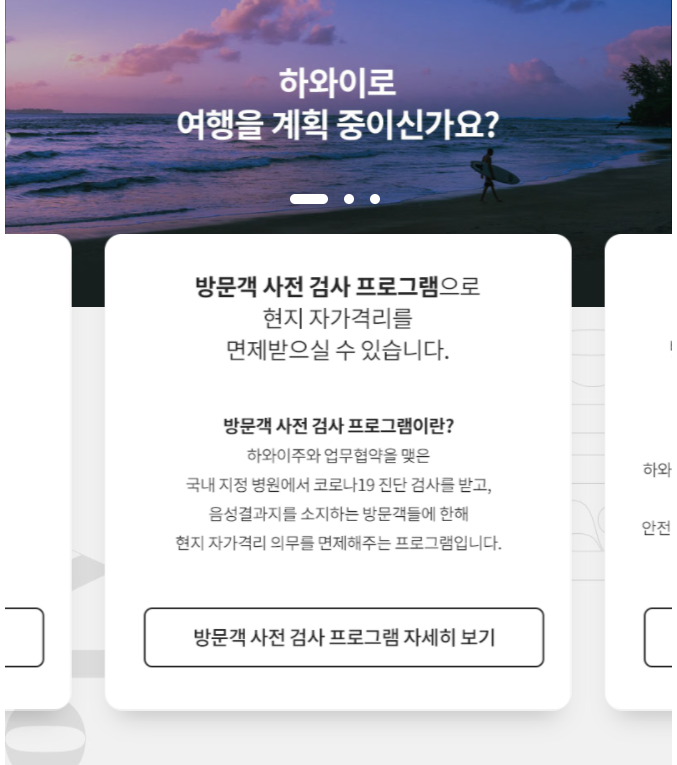 하와이로
여행을 계획 중이신가요?
방문객 사전 검사 프로그램으로
현지 자가격리를
면제받으실 수 있습니다.
방문객 사전 검사 프로그램이란?
하와이주와 업무협약을 맺은
국내 지정 병원에서 코로나19 진단 검사를 받고,
음성결과지를 소지하는 방문객들에 한해
현지 자가격리 의무를 면제해주는 프로그램입니다.
방문객 사전 검사 프로그램 자세히 보기
하와
안전